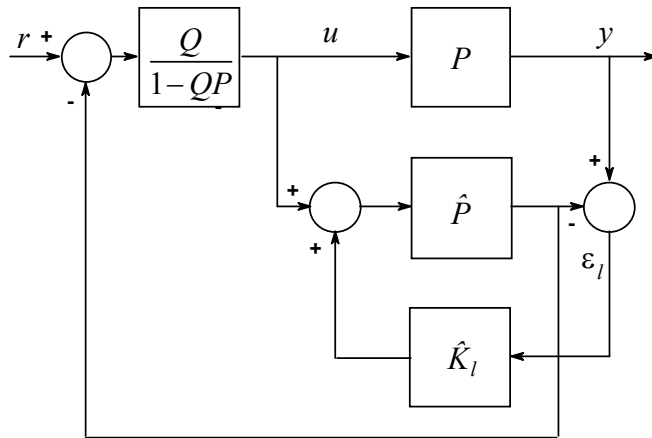 r + Q u P y
1-QP
- -
+ P̂ + -
+ ε_l
K̂_l